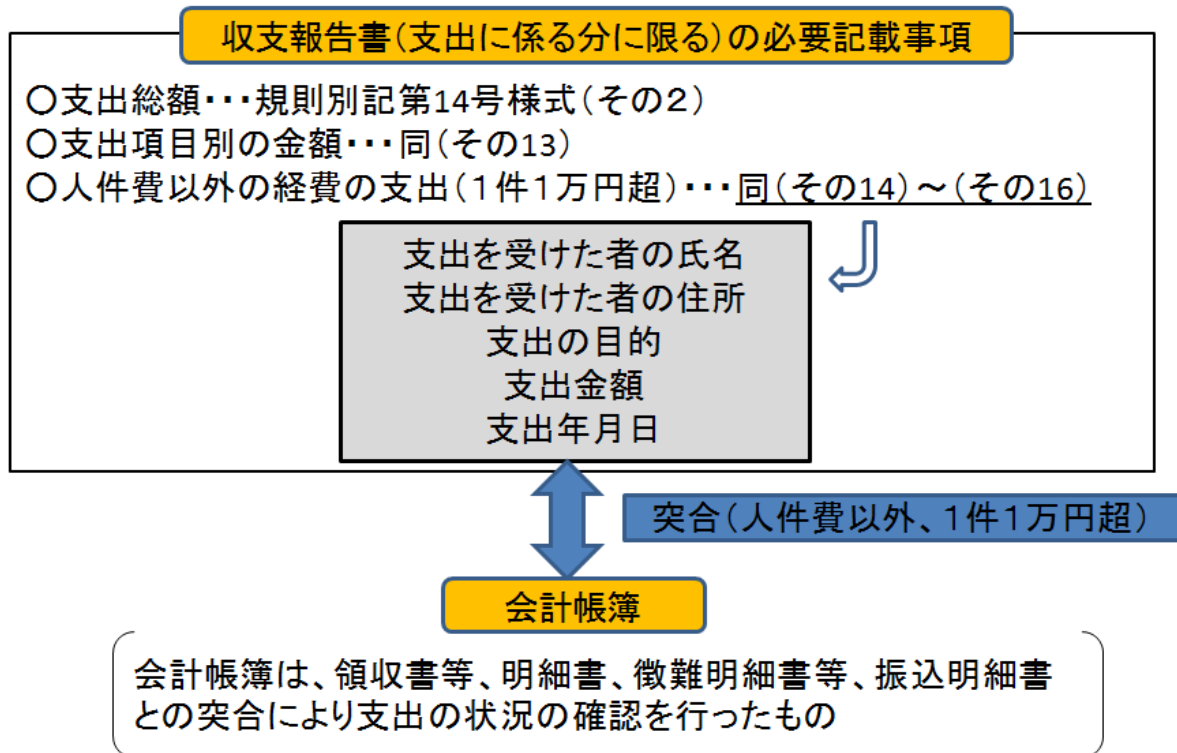 収支報告書(支出に係る分に限る)の必要記載事項
〇支出総額・・・規則別記第14号様式(その２)
〇支出項目別の金額・・・同(その13)
〇人件費以外の経費の支出(１件１万円超)・・・同(その14)～(その16)
支出を受けた者の氏名
支出を受けた者の住所
支出の目的
支出金額
支出年月日
突合(人件費以外、１件１万円超)
会計帳簿
会計帳簿は、領収書等、明細書、徴難明細書等、振込明細書
との突合により支出の状況の確認を行ったもの